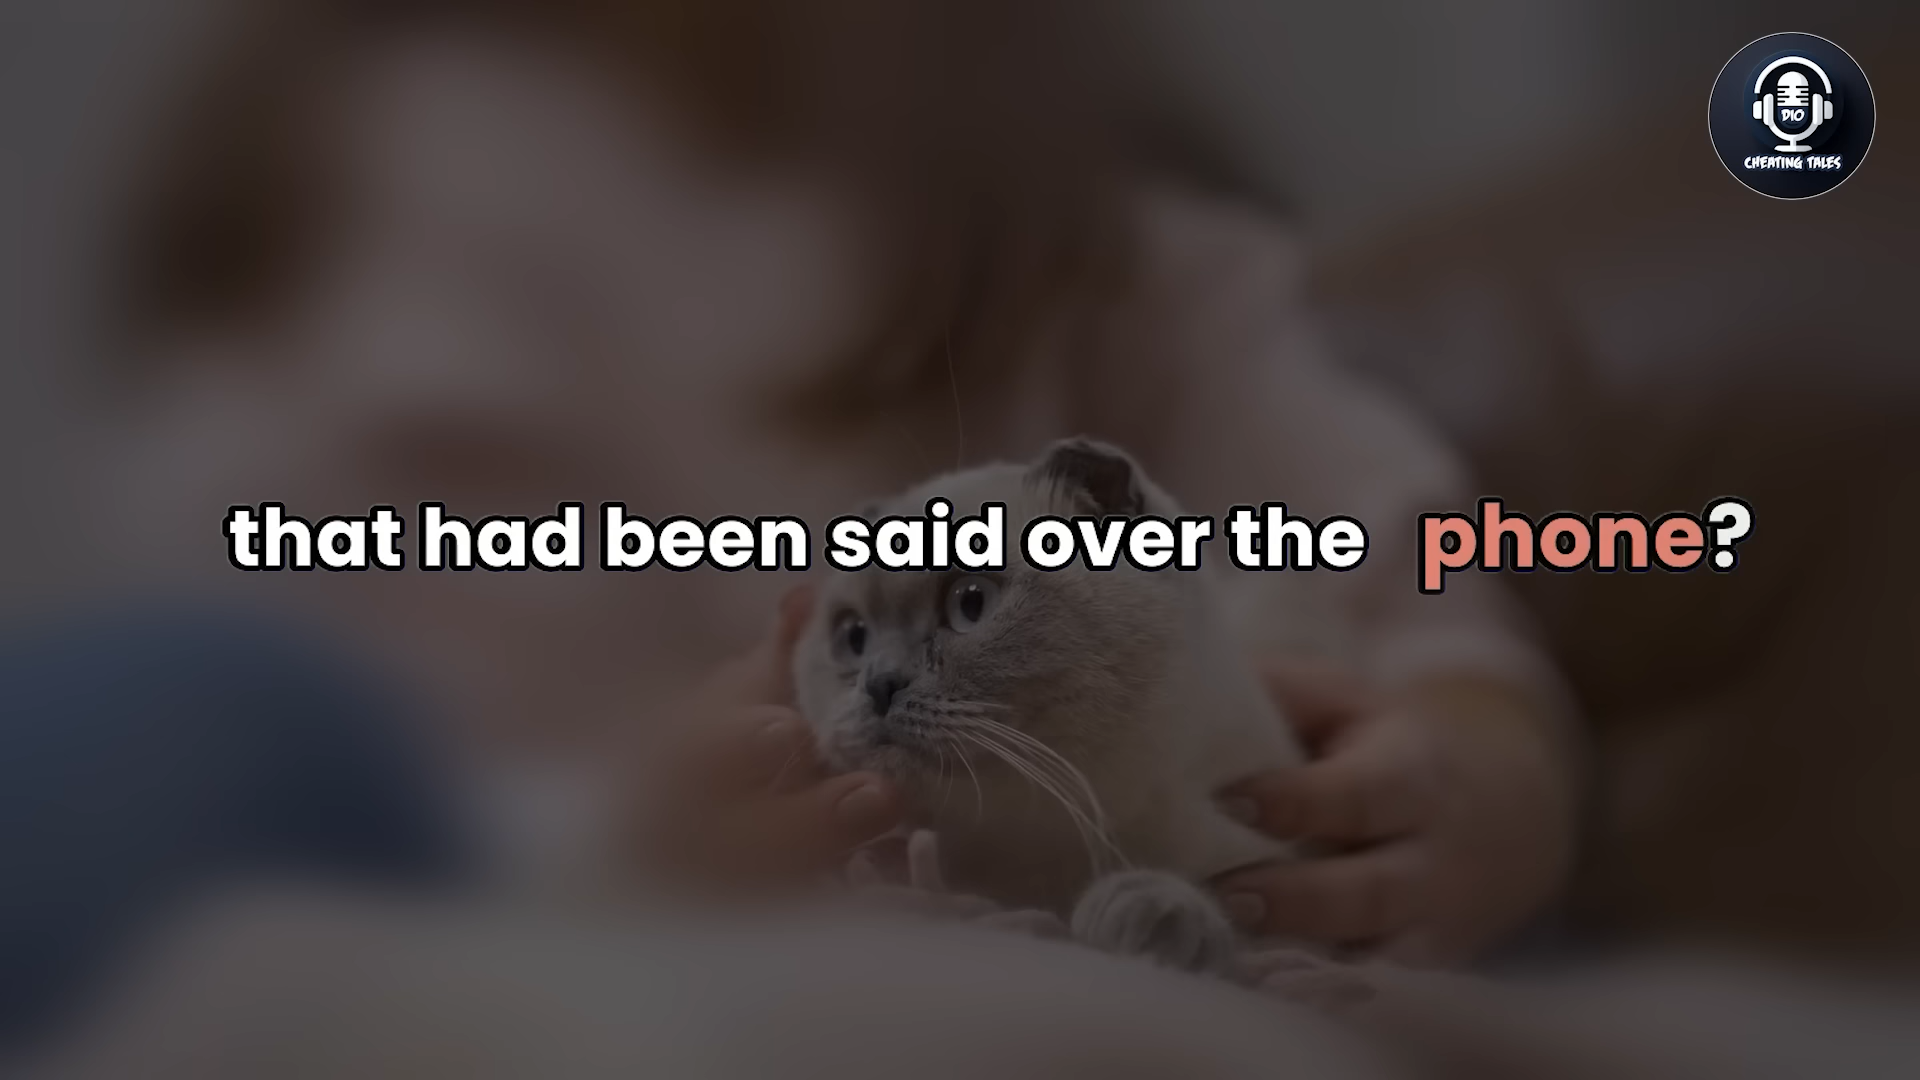 DIO
CHEATING TALES
that had been said over the phone?